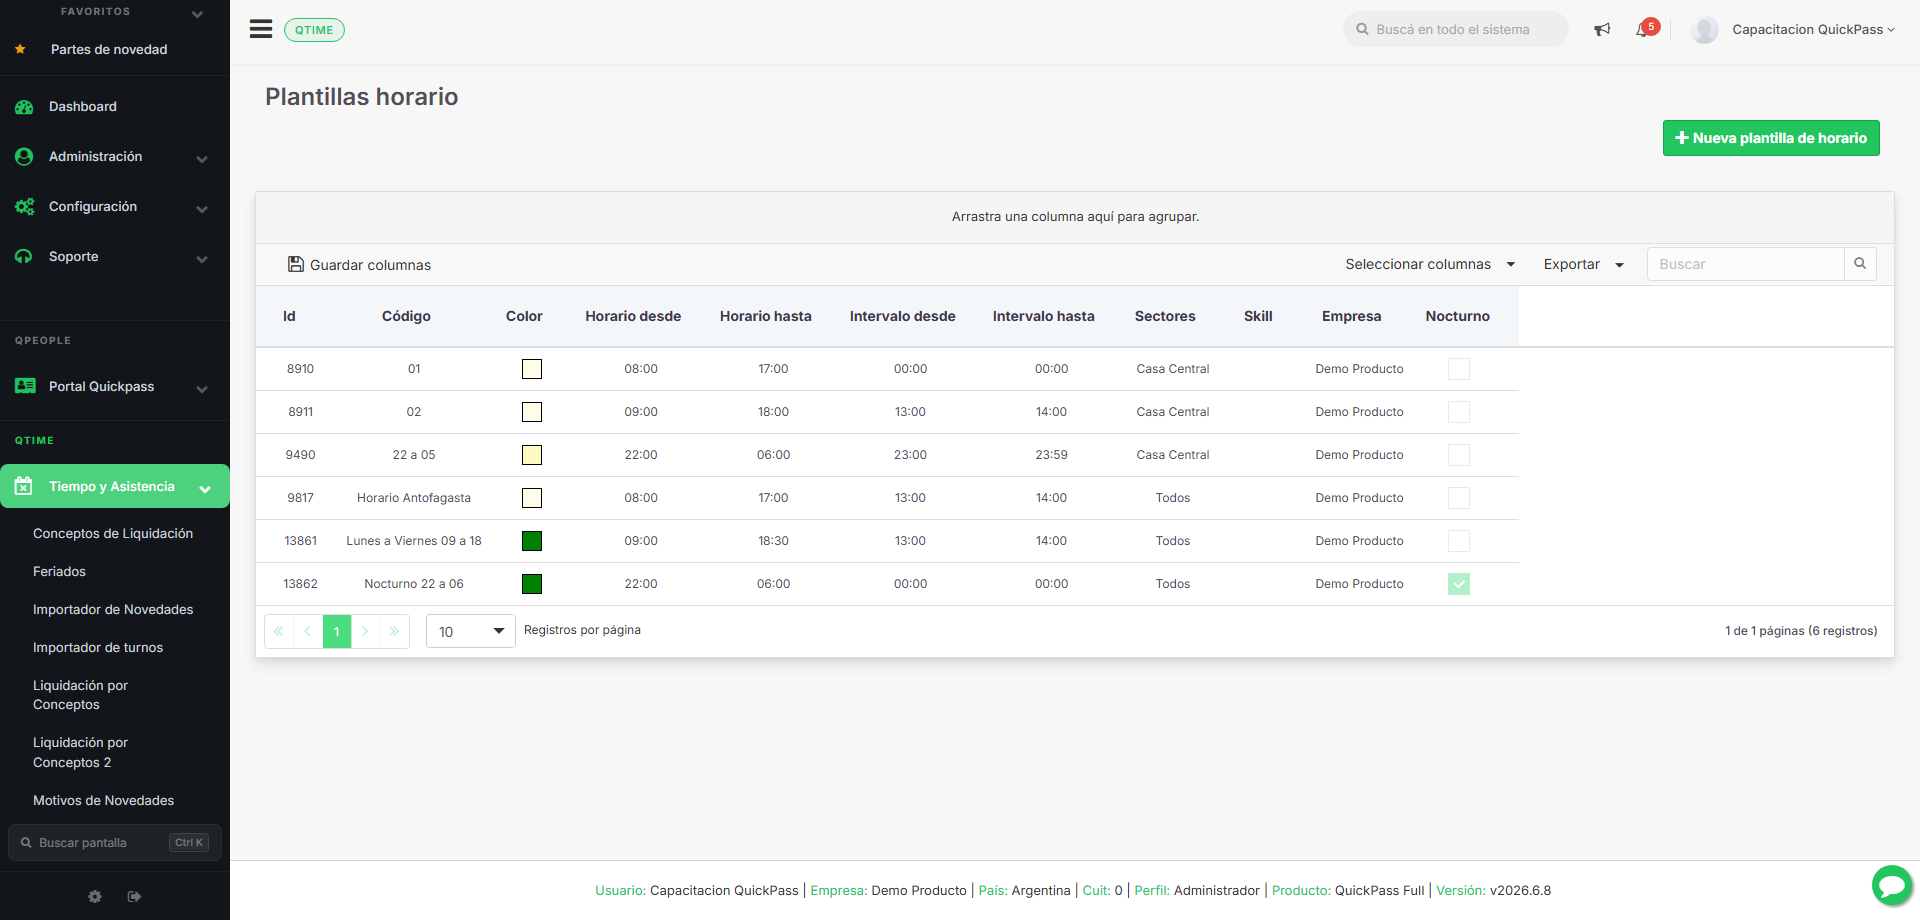 FAVORITOS
Partes de novedad
Dashboard
Administración
Configuración
Soporte
QPEOPLE
Portal Quickpass
QTIME
Tiempo y Asistencia
Conceptos de Liquidación
Feriados
Importador de Novedades
Importador de turnos
Liquidación por
Conceptos
Liquidación por
Conceptos 2
Motivos de Novedades
Buscar pantalla Ctrl K
QTIME
Buscá en todo el sistema
5
Capacitacion QuickPass
Plantillas horario
Nueva plantilla de horario
Arrastra una columna aquí para agrupar.
Guardar columnas Seleccionar columnas Exportar Buscar
Id Código Color Horario desde Horario hasta Intervalo desde Intervalo hasta Sectores Skill Empresa Nocturno
8910 01 08:00 17:00 00:00 00:00 Casa Central Demo Producto
8911 02 09:00 18:00 13:00 14:00 Casa Central Demo Producto
9490 22 a 05 22:00 06:00 23:00 23:59 Casa Central Demo Producto
9817 Horario Antofagasta 08:00 17:00 13:00 14:00 Todos Demo Producto
13861 Lunes a Viernes 09 a 18 09:00 18:30 13:00 14:00 Todos Demo Producto
13862 Nocturno 22 a 06 22:00 06:00 00:00 00:00 Todos Demo Producto
« ‹ 1 › » 10 Registros por página 1 de 1 páginas (6 registros)
Usuario: Capacitacion QuickPass | Empresa: Demo Producto | País: Argentina | Cuit: 0 | Perfil: Administrador | Producto: QuickPass Full | Versión: v2026.6.8